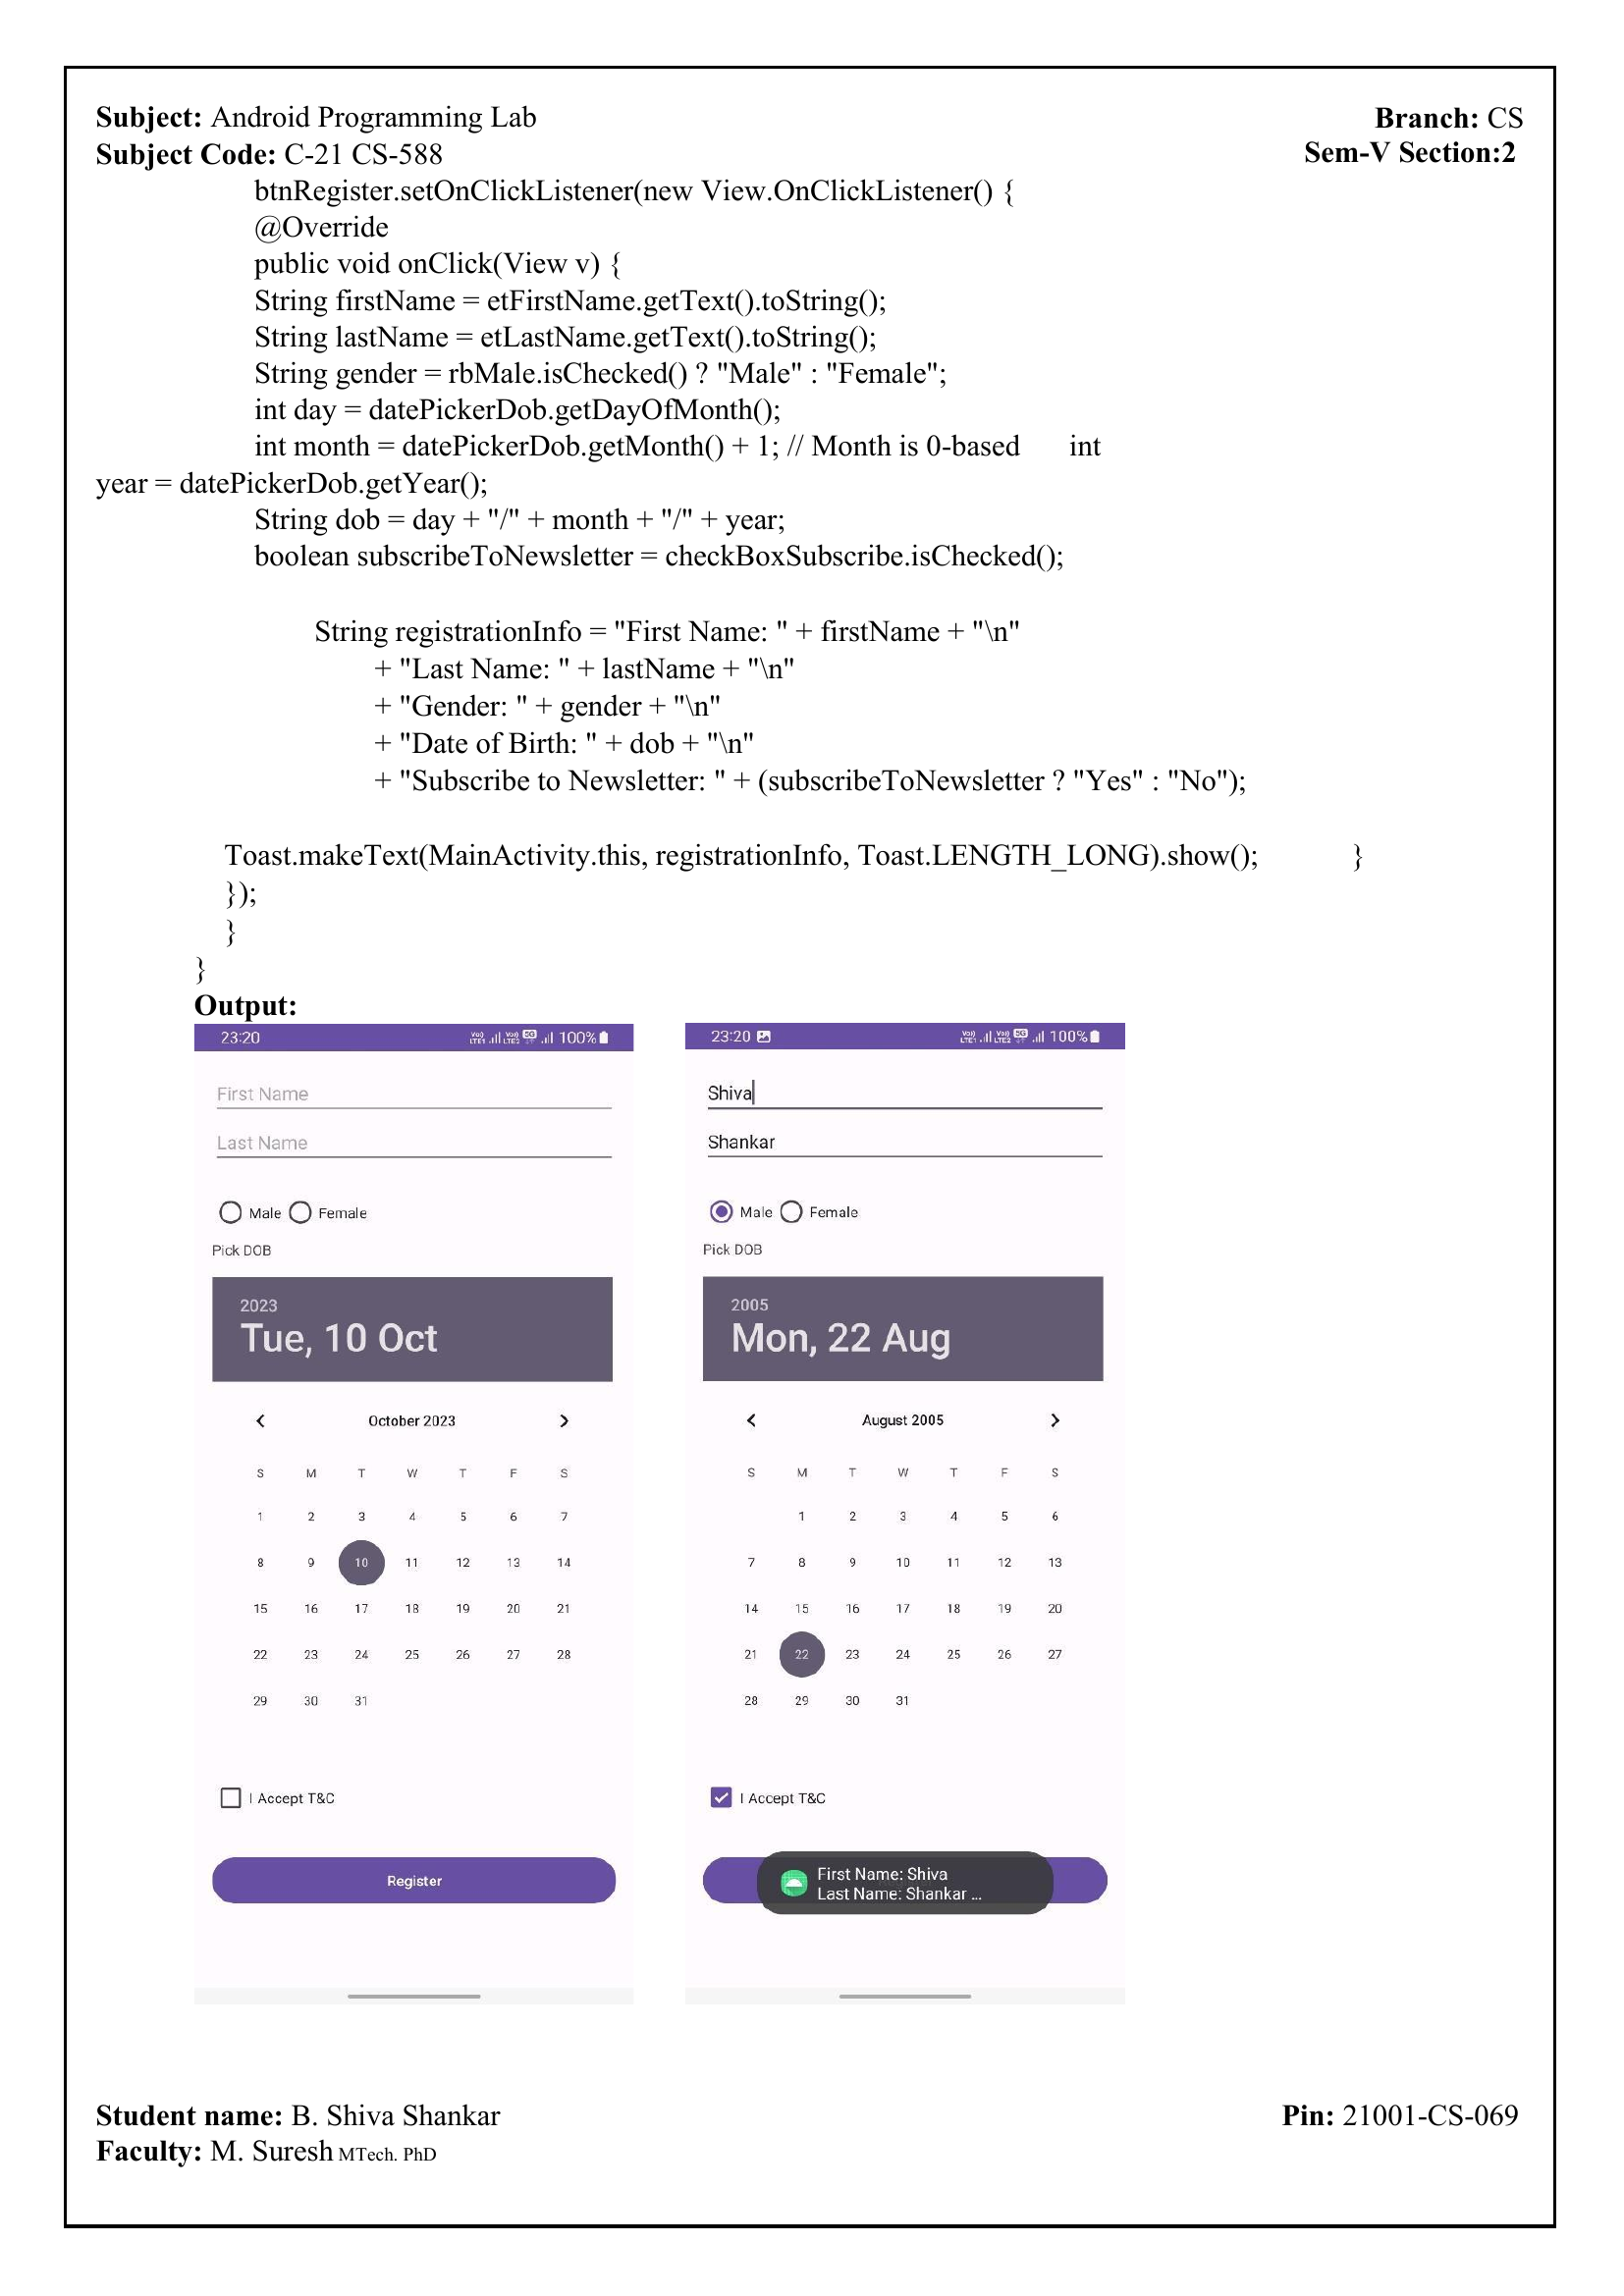 Subject: Android Programming Lab Branch: CS
Subject Code: C-21 CS-588 Sem-V Section:2
btnRegister.setOnClickListener(new View.OnClickListener() {
@Override
public void onClick(View v) {
String firstName = etFirstName.getText().toString();
String lastName = etLastName.getText().toString();
String gender = rbMale.isChecked() ? "Male" : "Female";
int day = datePickerDob.getDayOfMonth();
int month = datePickerDob.getMonth() + 1; // Month is 0-based int
year = datePickerDob.getYear();
String dob = day + "/" + month + "/" + year;
boolean subscribeToNewsletter = checkBoxSubscribe.isChecked();
String registrationInfo = "First Name: " + firstName + "\n"
+ "Last Name: " + lastName + "\n"
+ "Gender: " + gender + "\n"
+ "Date of Birth: " + dob + "\n"
+ "Subscribe to Newsletter: " + (subscribeToNewsletter ? "Yes" : "No");
Toast.makeText(MainActivity.this, registrationInfo, Toast.LENGTH_LONG).show(); }
});
}
}
Output:
23:20 100%
First Name
Last Name
Male Female
Pick DOB
2023
Tue, 10 Oct
October 2023
S M T W T F S
1 2 3 4 5 6 7
8 9 10 11 12 13 14
15 16 17 18 19 20 21
22 23 24 25 26 27 28
29 30 31
I Accept T&C
Register
23:20 100%
Shiva
Shankar
Male Female
Pick DOB
2005
Mon, 22 Aug
August 2005
S M T W T F S
1 2 3 4 5 6
7 8 9 10 11 12 13
14 15 16 17 18 19 20
21 22 23 24 25 26 27
28 29 30 31
I Accept T&C
First Name: Shiva
Last Name: Shankar ...
Student name: B. Shiva Shankar Pin: 21001-CS-069
Faculty: M. Suresh MTech. PhD